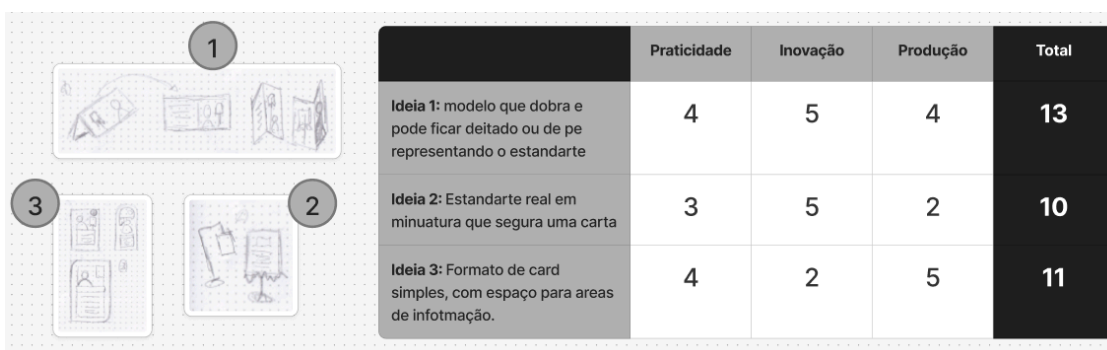 1
3
2
Praticidade Inovação Produção Total
Ideia 1: modelo que dobra e
pode ficar deitado ou de pe
representando o estandarte
4 5 4 13
Ideia 2: Estandarte real em
minuatura que segura uma carta
3 5 2 10
Ideia 3: Formato de card
simples, com espaço para areas
de infotmação.
4 2 5 11